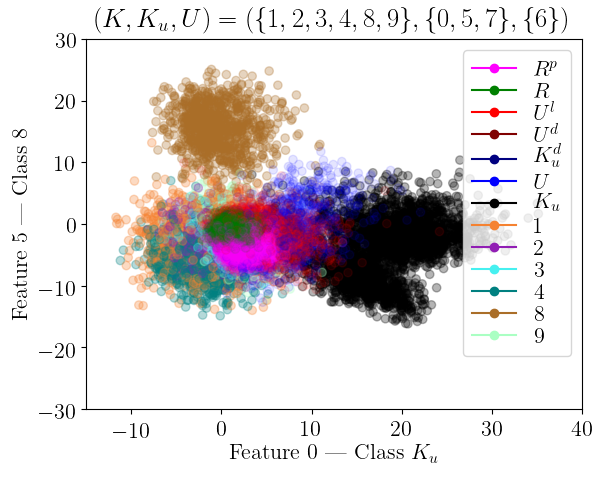 (K, K_u, U) = ({1, 2, 3, 4, 8, 9}, {0, 5, 7}, {6})
30
20
10
0
−10
−20
−30
Feature 5 — Class 8
R^p
R
U^l
U^d
K_u^d
U
K_u
1
2
3
4
8
9
−10
0
10
20
30
40
Feature 0 — Class K_u